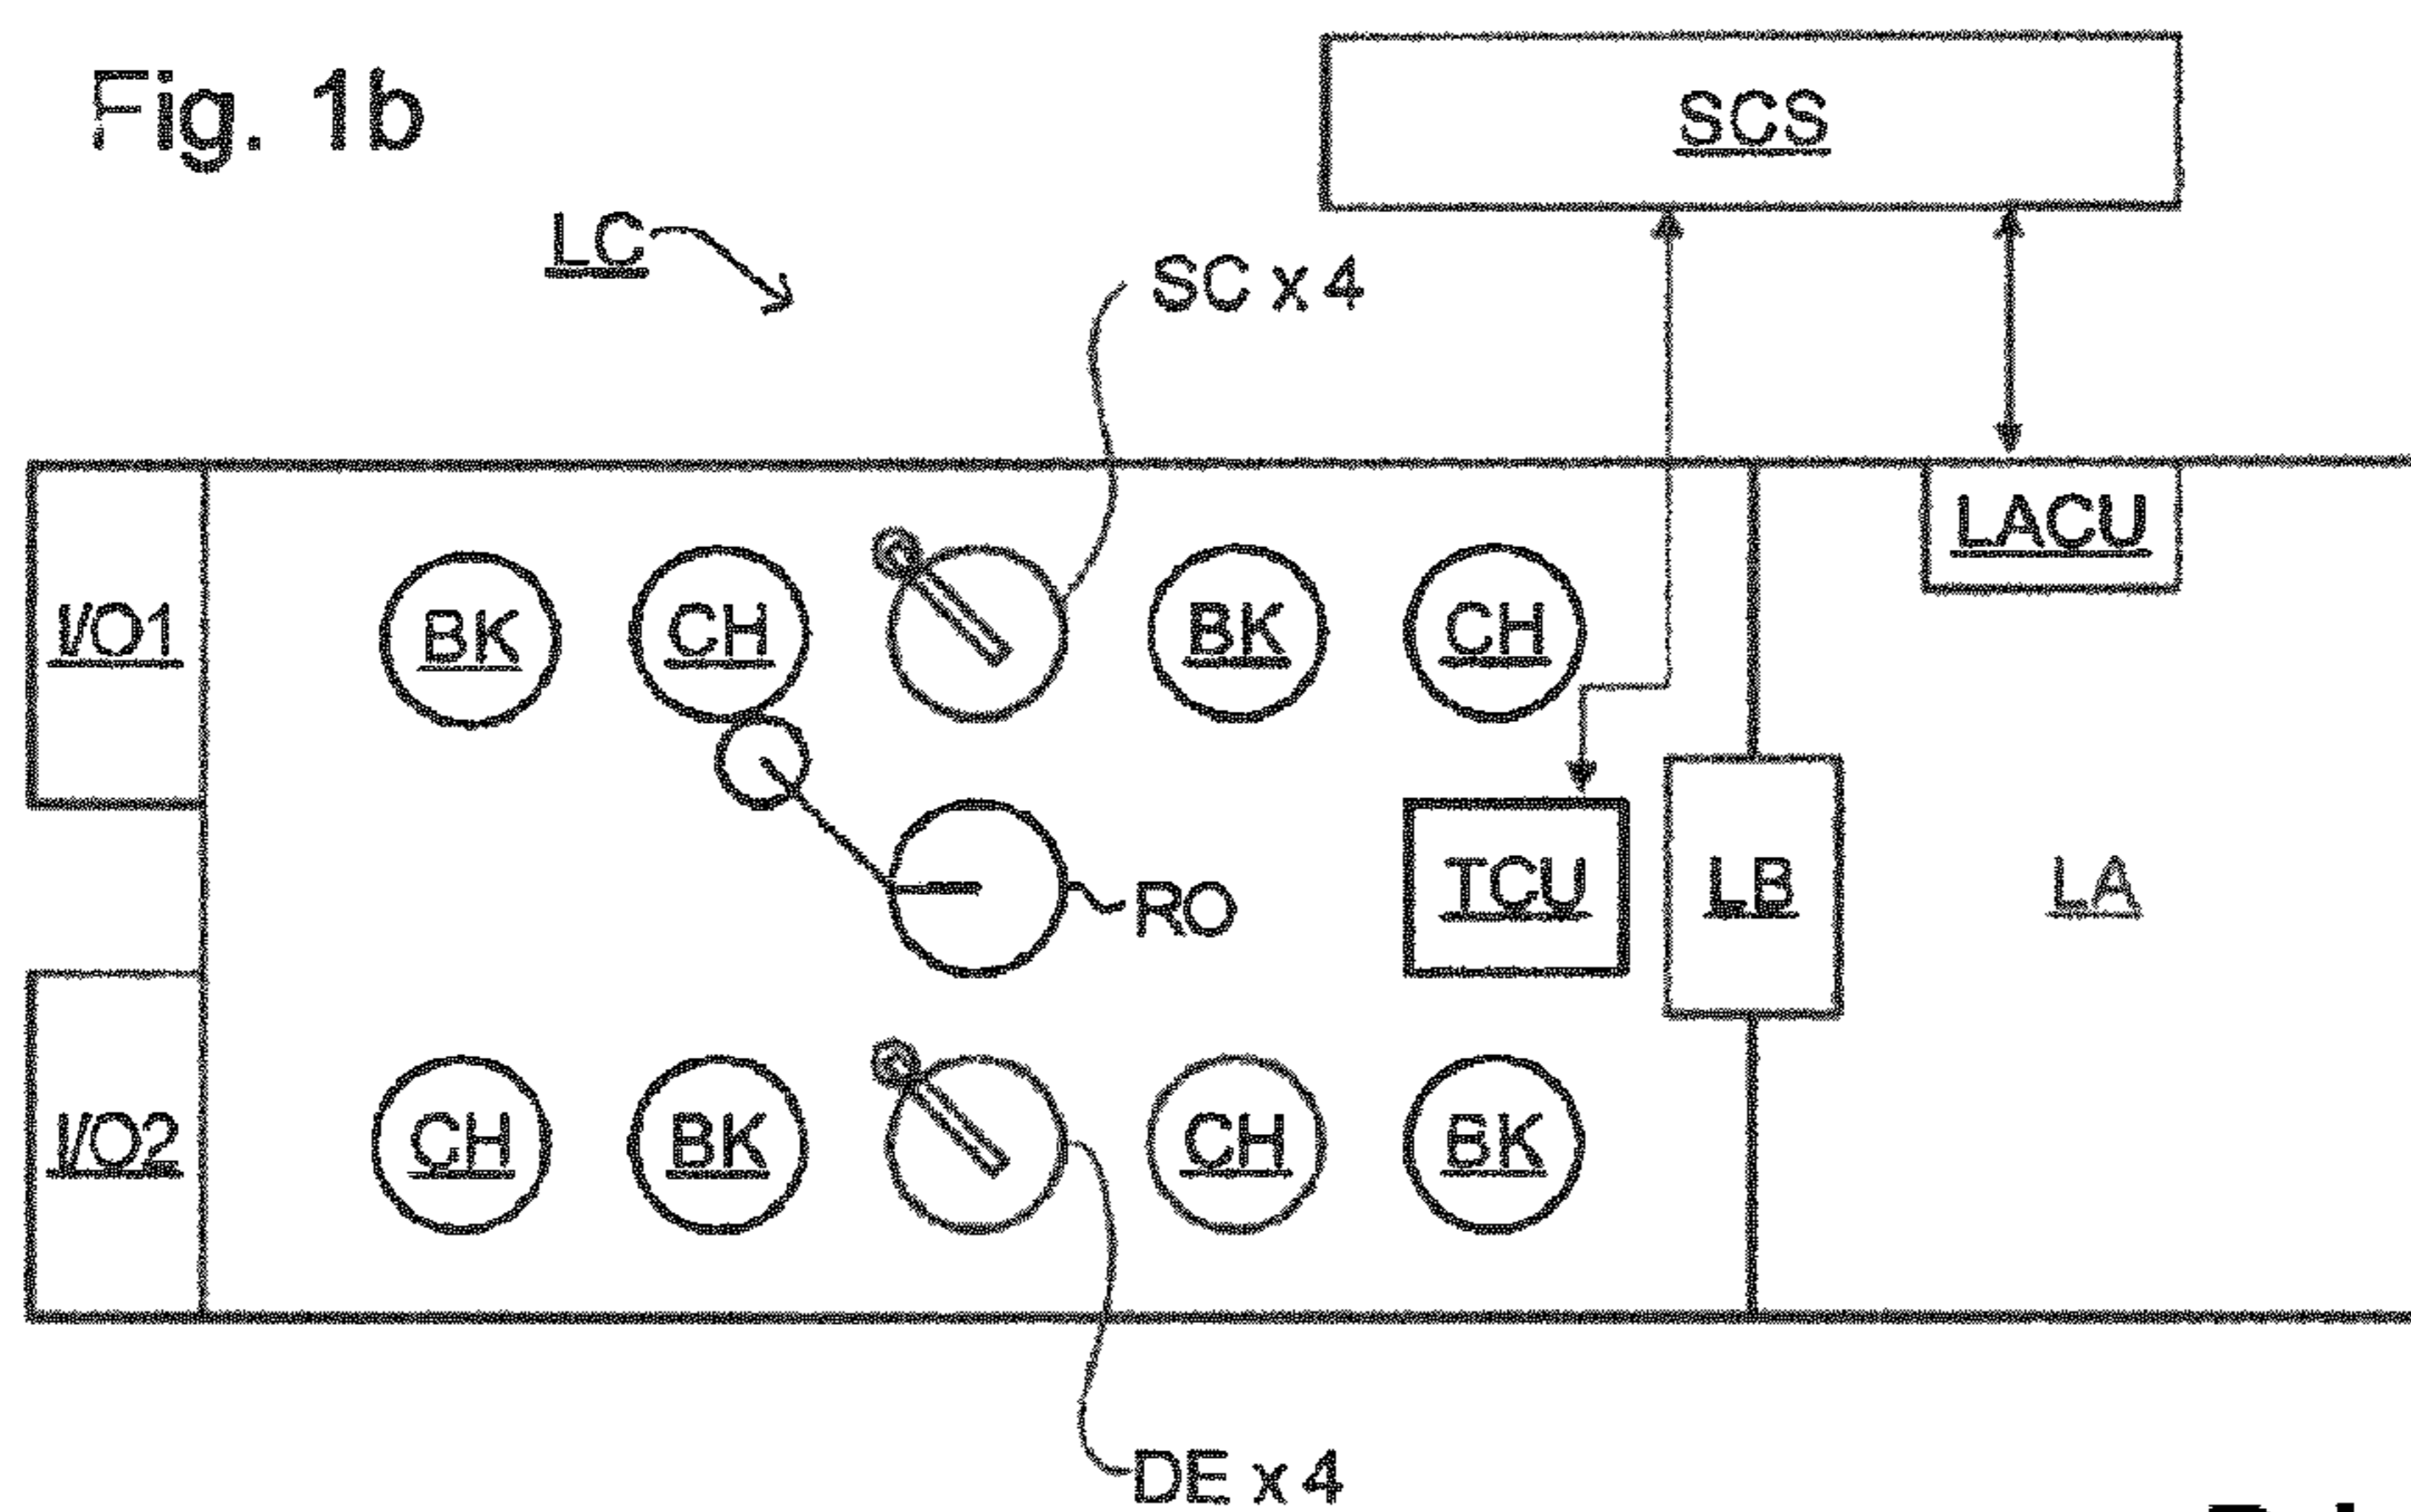 Fig. 1b
SCS
LC
SC x 4
LACU
I/O1
BK
CH
BK
CH
RO
TCU
LB
LA
I/O2
CH
BK
CH
BK
DE x 4